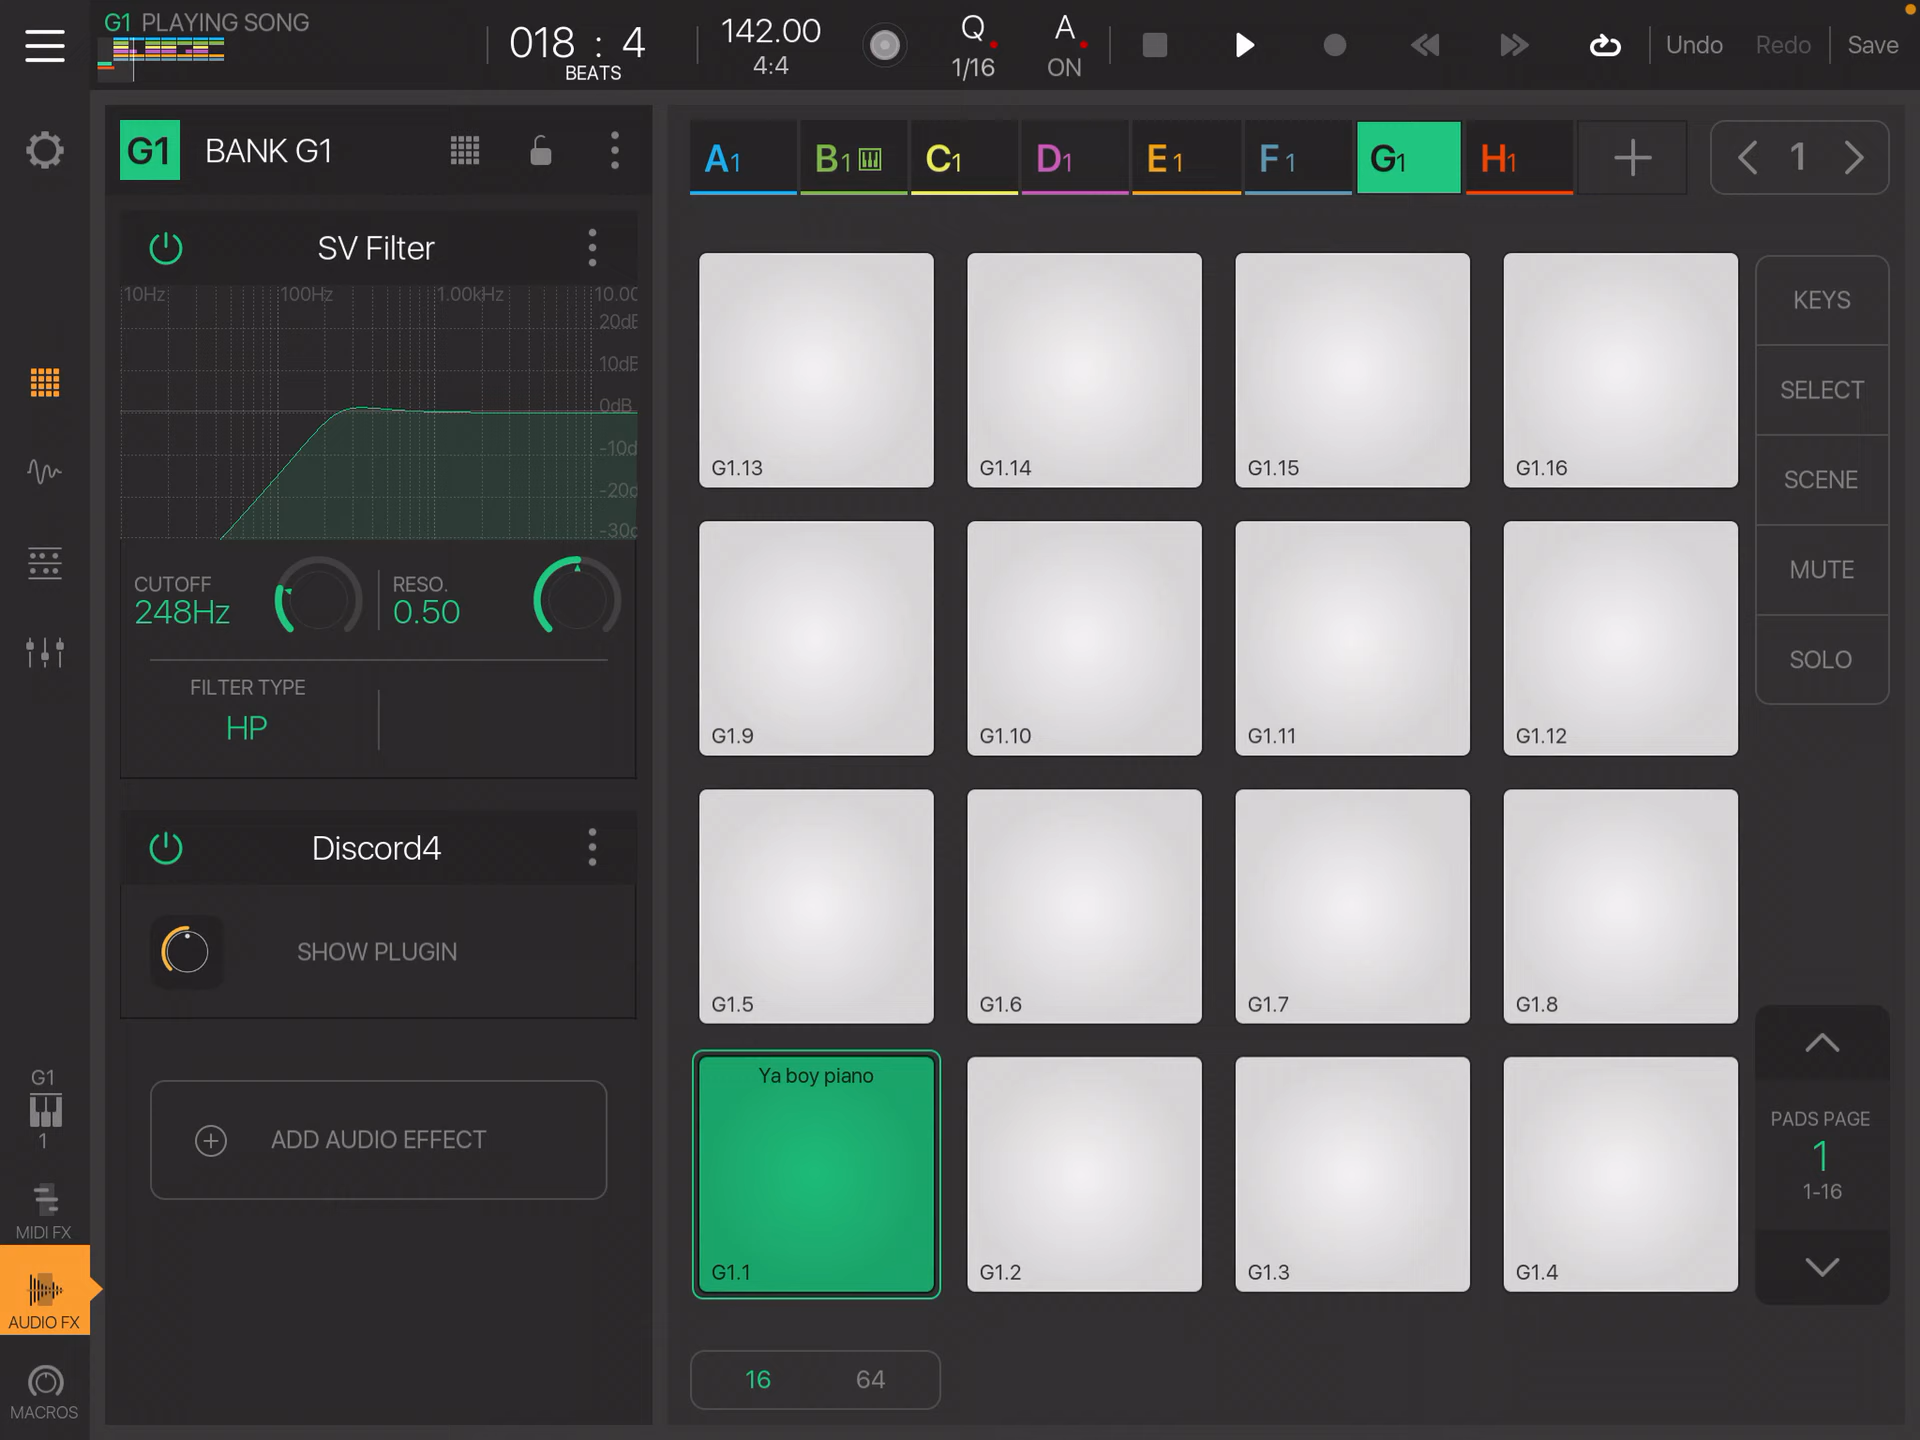 G1 PLAYING SONG
018 : 4
BEATS
142.00
4:4
Q
1/16
A
ON
Undo
Redo
Save
G1
BANK G1
A1
B1
C1
D1
E1
F1
G1
H1
1
SV Filter
10Hz
100Hz
1.00kHz
10.00
20dB
10dB
0dB
-10d
-20d
-30d
CUTOFF
248Hz
RESO.
0.50
FILTER TYPE
HP
Discord4
SHOW PLUGIN
ADD AUDIO EFFECT
G1
1
MIDI FX
AUDIO FX
MACROS
G1.13
G1.14
G1.15
G1.16
G1.9
G1.10
G1.11
G1.12
G1.5
G1.6
G1.7
G1.8
Ya boy piano
G1.1
G1.2
G1.3
G1.4
16
64
KEYS
SELECT
SCENE
MUTE
SOLO
PADS PAGE
1
1-16